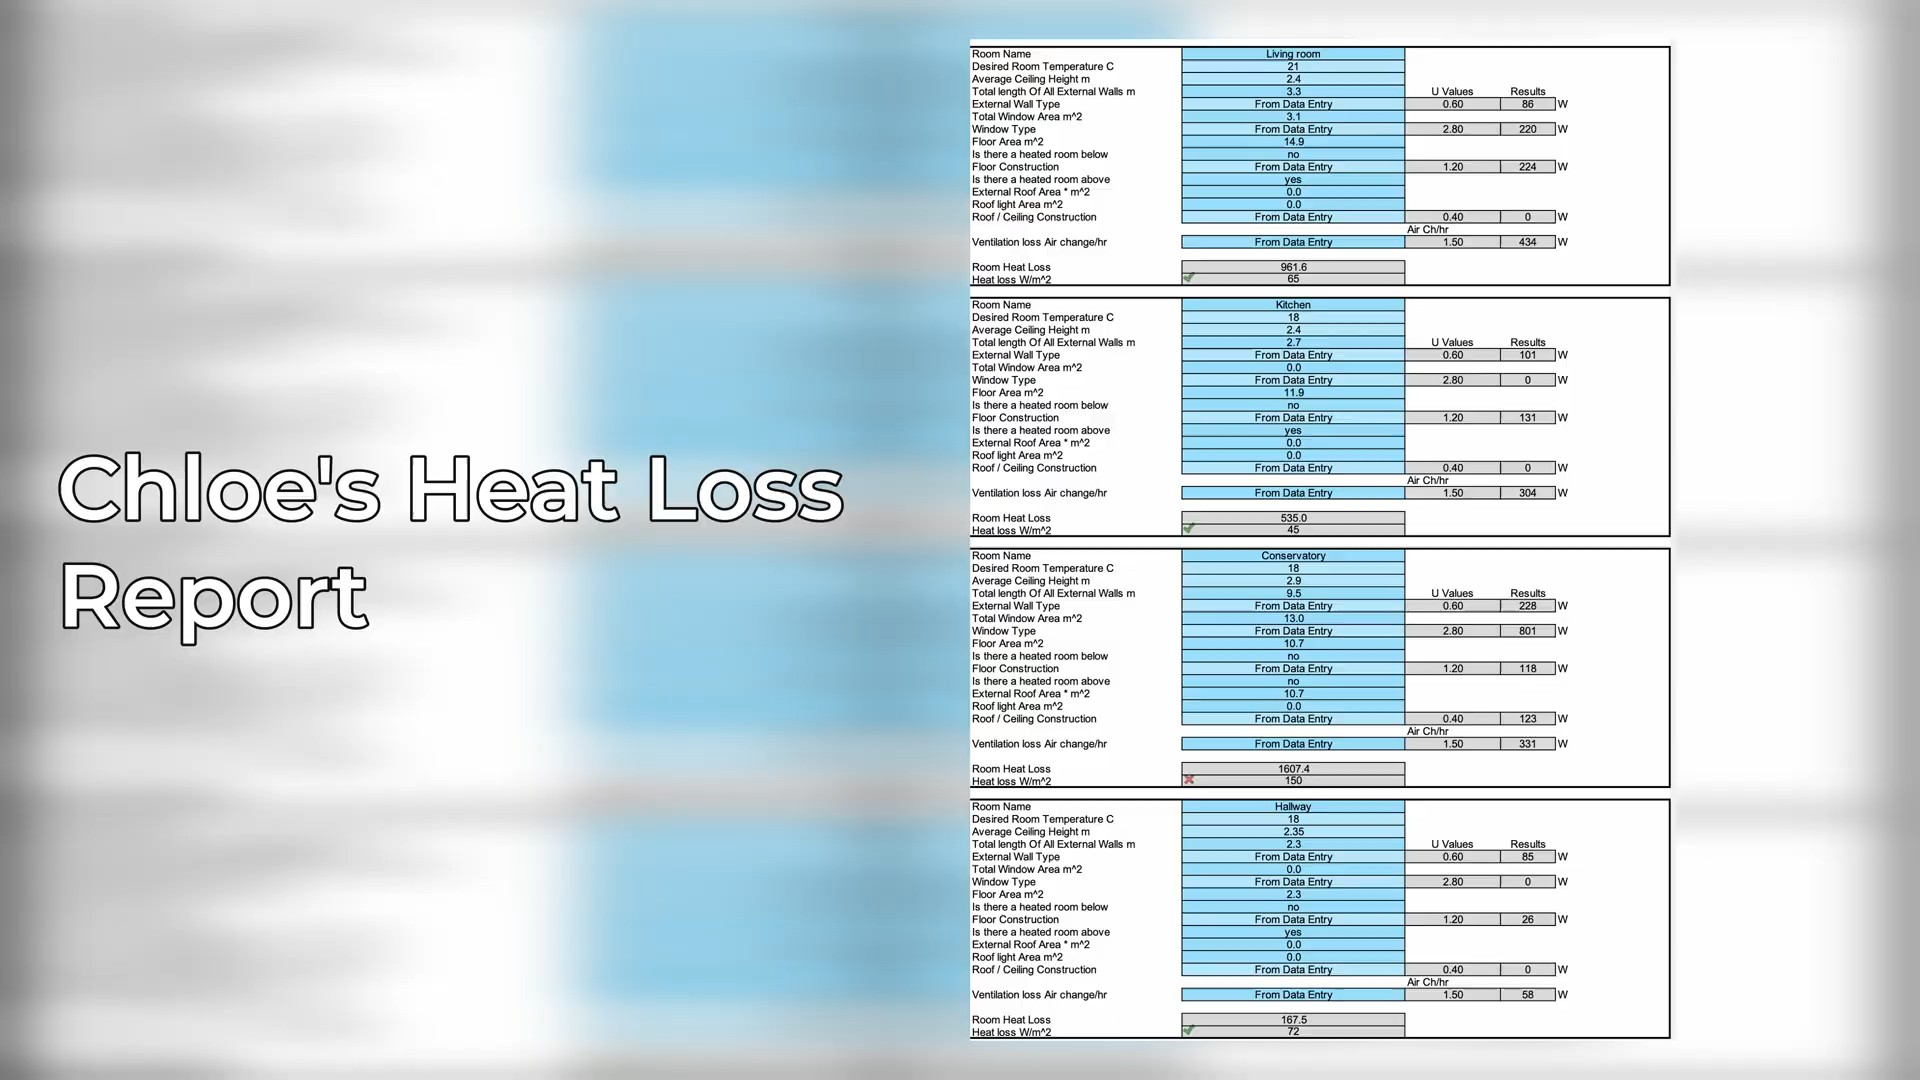 Chloe's Heat Loss
Report
Room Name Living room
Desired Room Temperature C 21
Average Ceiling Height m 2.4
Total length Of All External Walls m 3.3 U Values Results
External Wall Type From Data Entry 0.60 86 W
Total Window Area m^2 3.1
Window Type From Data Entry 2.80 220 W
Floor Area m^2 14.9
Is there a heated room below no
Floor Construction From Data Entry 1.20 224 W
Is there a heated room above yes
External Roof Area * m^2 0.0
Roof light Area m^2 0.0
Roof / Ceiling Construction From Data Entry 0.40 0 W
Air Ch/hr
Ventilation loss Air change/hr From Data Entry 1.50 434 W
Room Heat Loss 961.6
Heat loss W/m^2 65
Room Name Kitchen
Desired Room Temperature C 18
Average Ceiling Height m 2.4
Total length Of All External Walls m 2.7 U Values Results
External Wall Type From Data Entry 0.60 101 W
Total Window Area m^2 0.0
Window Type From Data Entry 2.80 0 W
Floor Area m^2 11.9
Is there a heated room below no
Floor Construction From Data Entry 1.20 131 W
Is there a heated room above yes
External Roof Area * m^2 0.0
Roof light Area m^2 0.0
Roof / Ceiling Construction From Data Entry 0.40 0 W
Air Ch/hr
Ventilation loss Air change/hr From Data Entry 1.50 304 W
Room Heat Loss 535.0
Heat loss W/m^2 45
Room Name Conservatory
Desired Room Temperature C 18
Average Ceiling Height m 2.9
Total length Of All External Walls m 9.5 U Values Results
External Wall Type From Data Entry 0.60 228 W
Total Window Area m^2 13.0
Window Type From Data Entry 2.80 801 W
Floor Area m^2 10.7
Is there a heated room below no
Floor Construction From Data Entry 1.20 118 W
Is there a heated room above no
External Roof Area * m^2 10.7
Roof light Area m^2 0.0
Roof / Ceiling Construction From Data Entry 0.40 123 W
Air Ch/hr
Ventilation loss Air change/hr From Data Entry 1.50 331 W
Room Heat Loss 1607.4
Heat loss W/m^2 150
Room Name Hallway
Desired Room Temperature C 18
Average Ceiling Height m 2.35
Total length Of All External Walls m 2.3 U Values Results
External Wall Type From Data Entry 0.60 85 W
Total Window Area m^2 0.0
Window Type From Data Entry 2.80 0 W
Floor Area m^2 2.3
Is there a heated room below no
Floor Construction From Data Entry 1.20 26 W
Is there a heated room above yes
External Roof Area * m^2 0.0
Roof light Area m^2 0.0
Roof / Ceiling Construction From Data Entry 0.40 0 W
Air Ch/hr
Ventilation loss Air change/hr From Data Entry 1.50 58 W
Room Heat Loss 167.5
Heat loss W/m^2 72